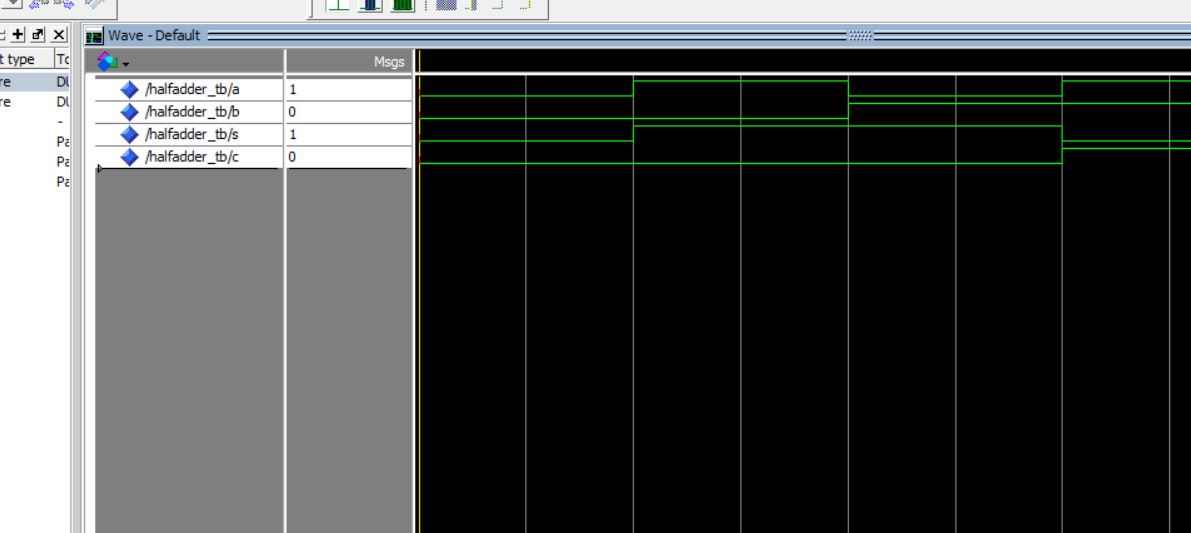 Wave - Default
t type To
Msgs
re DU
/halfadder_tb/a 1
re DU
/halfadder_tb/b 0
-
/halfadder_tb/s 1
Pa
/halfadder_tb/c 0
Pa
Pa